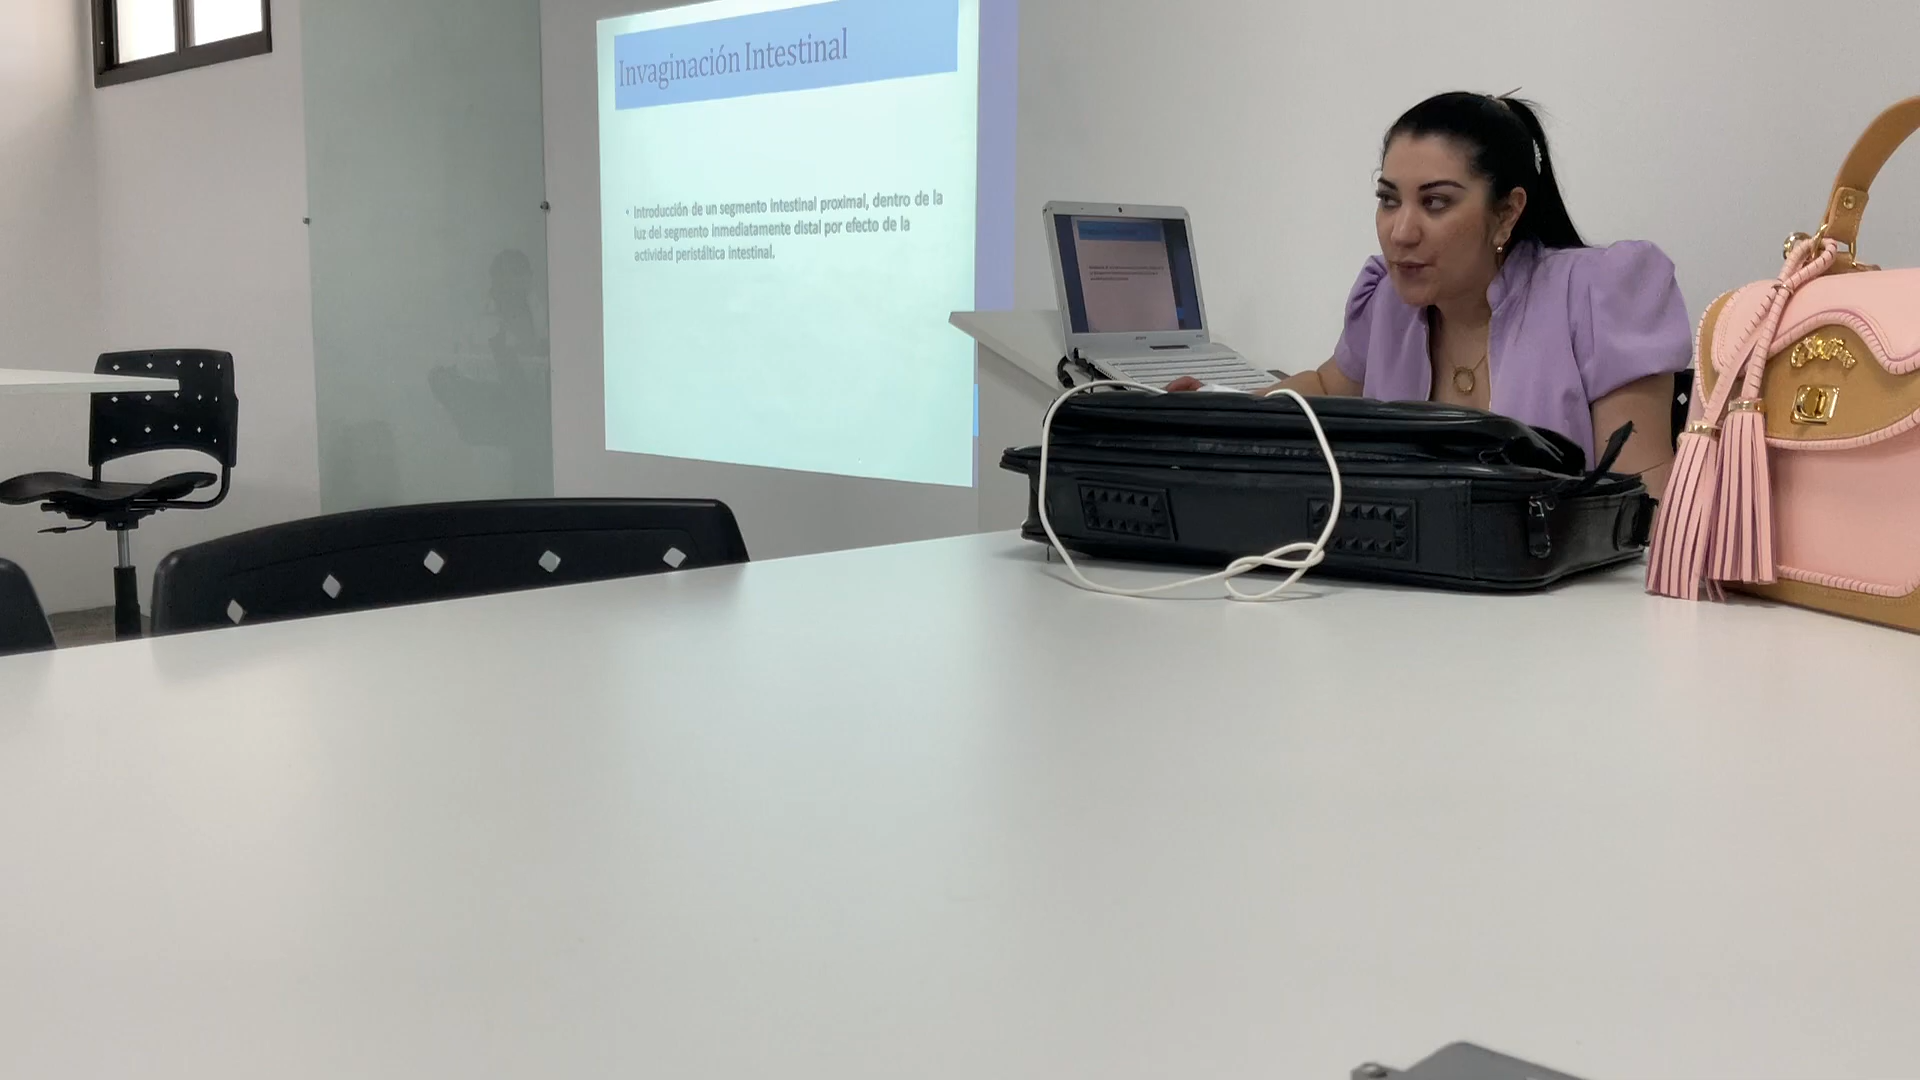 Invaginación Intestinal
• Introducción de un segmento intestinal proximal, dentro de la
luz del segmento inmediatamente distal por efecto de la
actividad peristáltica intestinal.